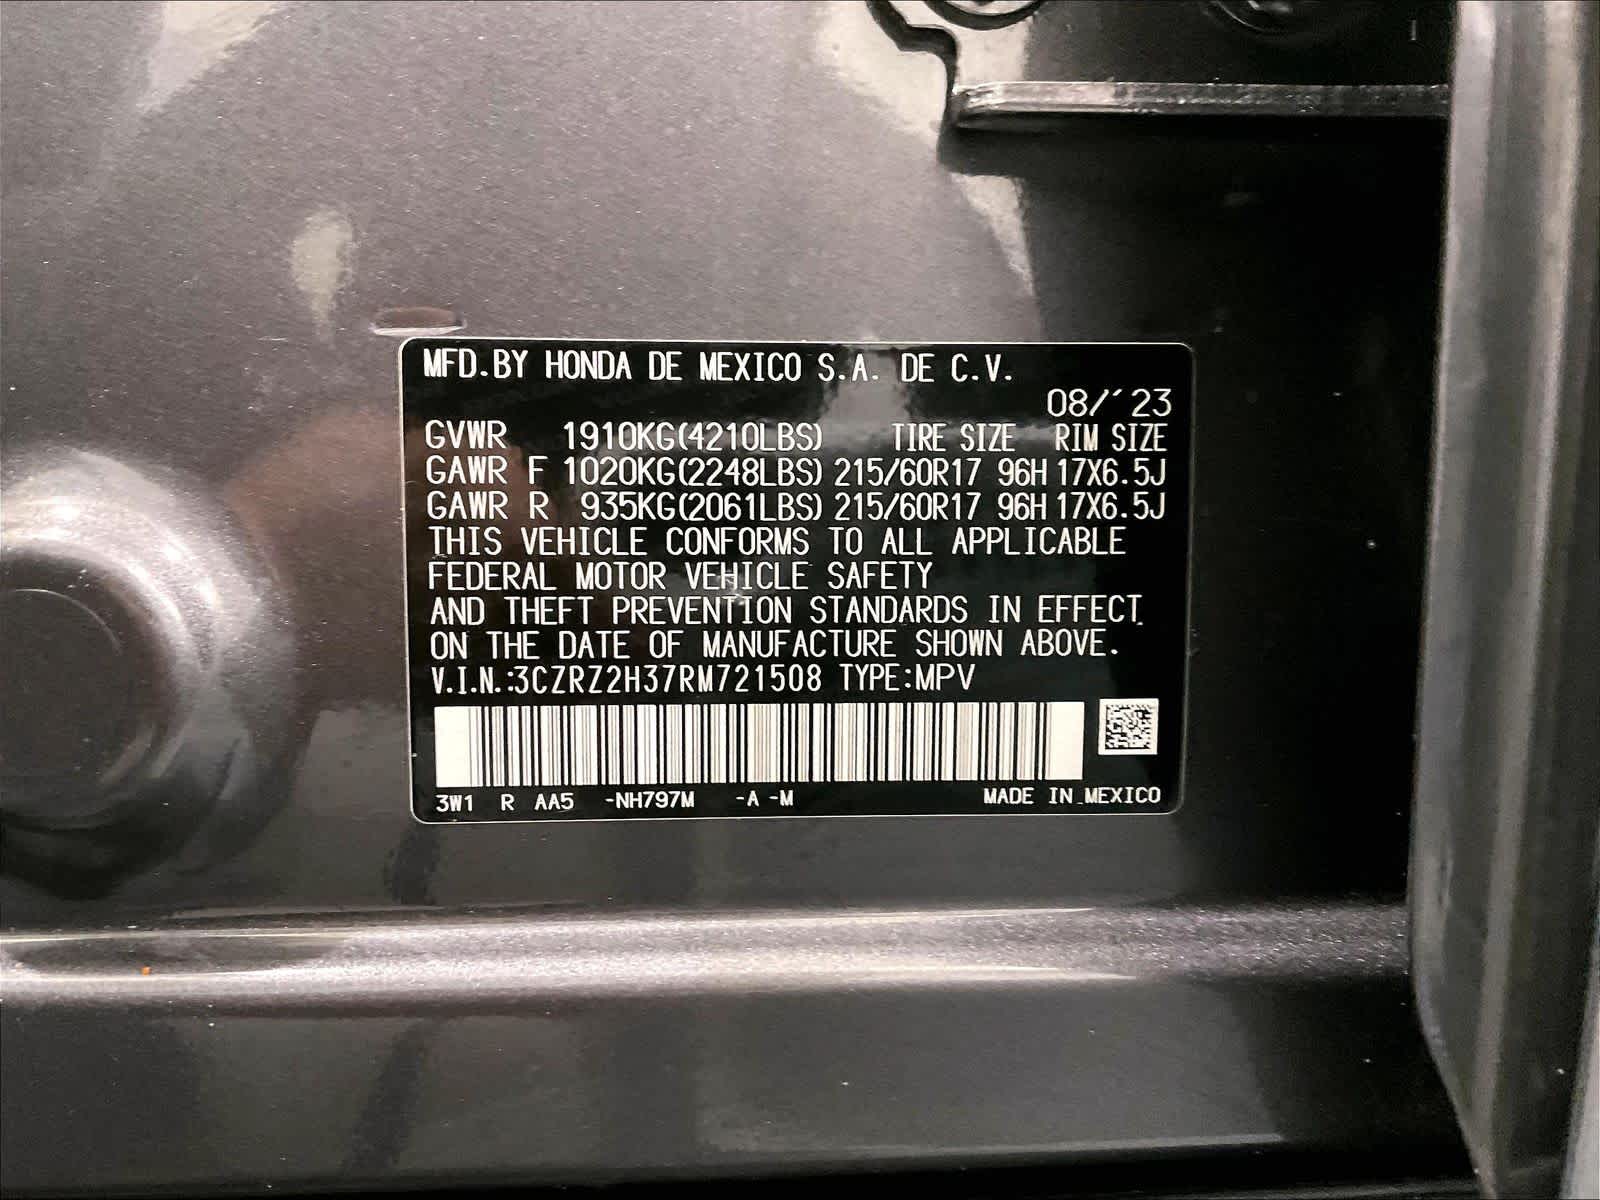 MFD.BY HONDA DE MEXICO S.A. DE C.V.
08/´23
GVWR 1910KG(4210LBS) TIRE SIZE RIM SIZE
GAWR F 1020KG(2248LBS) 215/60R17 96H 17X6.5J
GAWR R 935KG(2061LBS) 215/60R17 96H 17X6.5J
THIS VEHICLE CONFORMS TO ALL APPLICABLE
FEDERAL MOTOR VEHICLE SAFETY
AND THEFT PREVENTION STANDARDS IN EFFECT
ON THE DATE OF MANUFACTURE SHOWN ABOVE.
V.I.N.:3CZRZ2H37RM721508 TYPE:MPV
3W1 R AA5 -NH797M -A -M MADE IN MEXICO